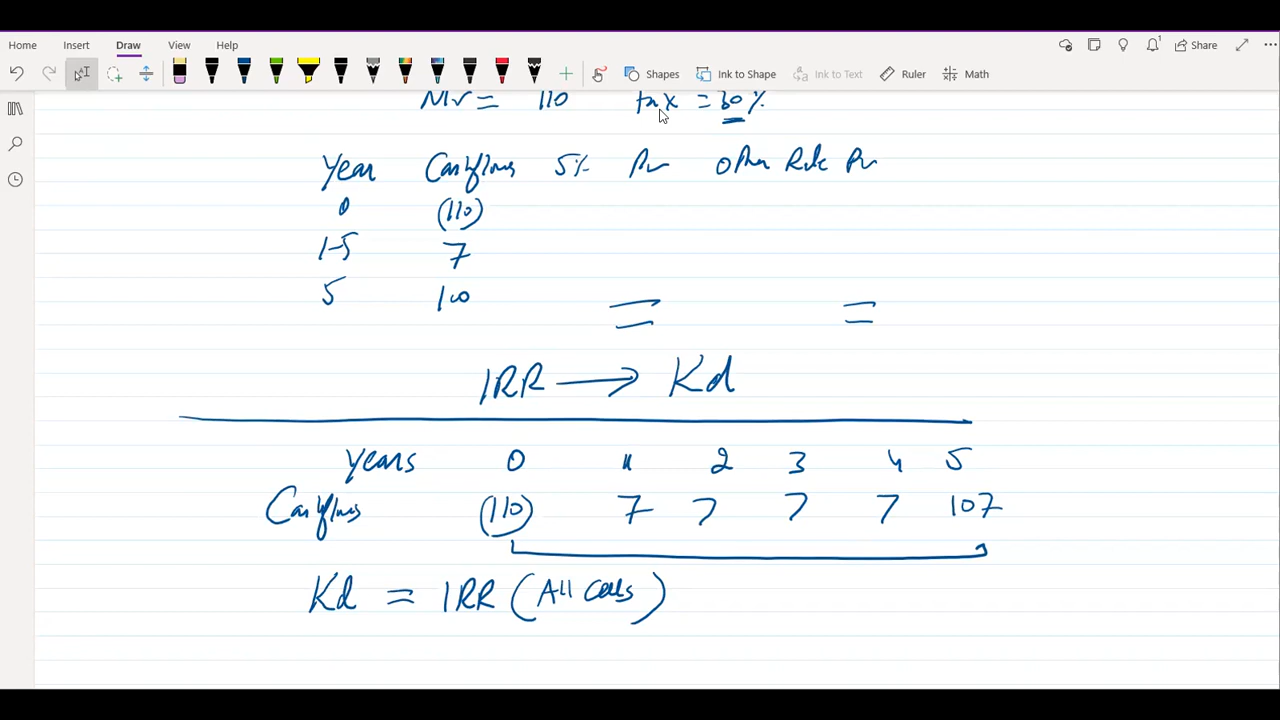 Home Insert Draw View Help
Share
Shapes Ink to Shape Ink to Text Ruler Math
MV = 110 tax = 30%
Year Cashflows 5% Pv other Rate Pv
0 (110)
1-5 7
5 100
= =
IRR → Kd
Years 0 1 2 3 4 5
Cashflows (110) 7 7 7 7 107
Kd = IRR (All Cells)